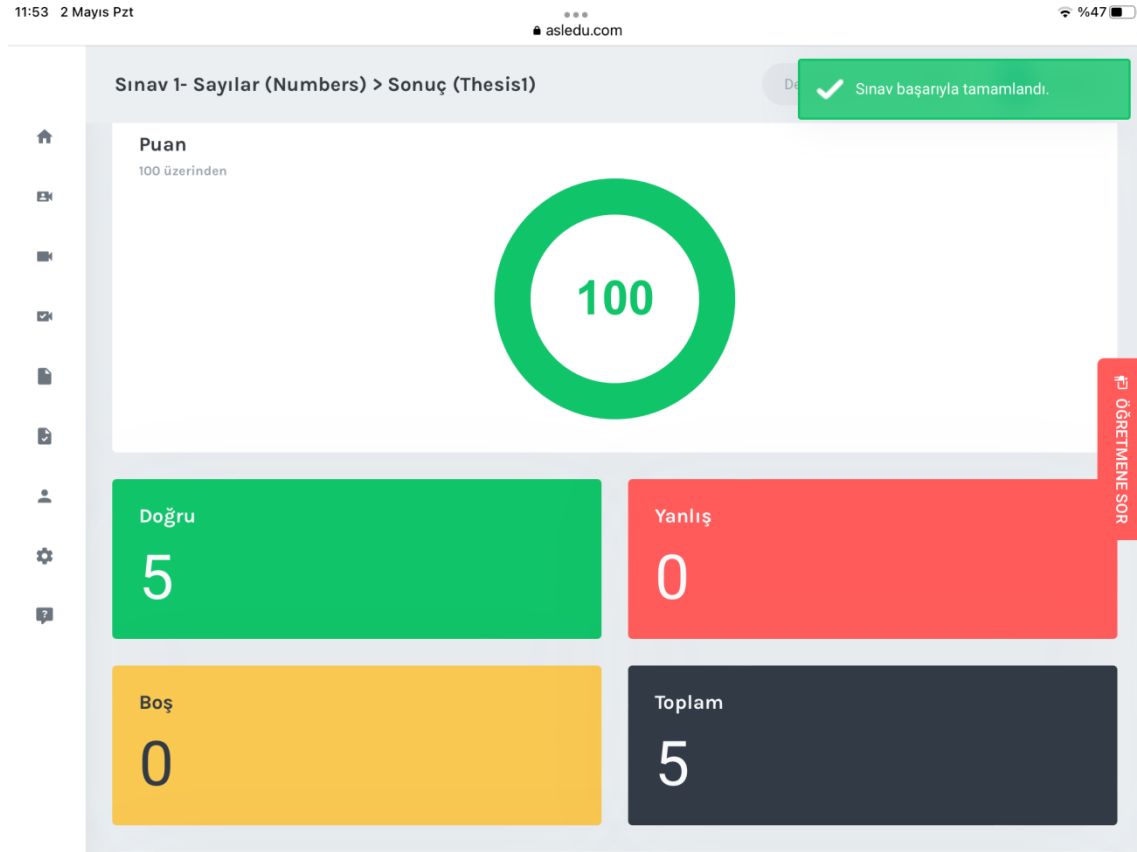 11:53 2 Mayıs Pzt
%47
asledu.com
Sınav 1- Sayılar (Numbers) > Sonuç (Thesis1)
Sınav başarıyla tamamlandı.
Puan
100 üzerinden
100
ÖĞRETMENE SOR
Doğru
5
Yanlış
0
Boş
0
Toplam
5